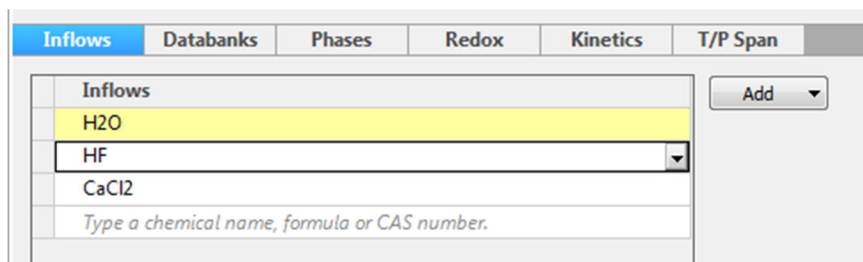 Inflows Databanks Phases Redox Kinetics T/P Span
Inflows
Add
H2O
HF
CaCl2
Type a chemical name, formula or CAS number.